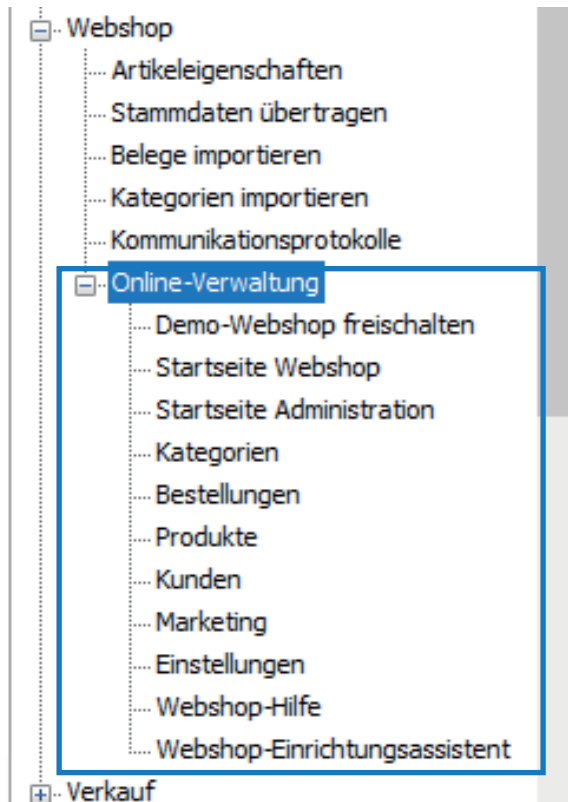 Webshop
Artikeleigenschaften
Stammdaten übertragen
Belege importieren
Kategorien importieren
Kommunikationsprotokolle
Online-Verwaltung
Demo-Webshop freischalten
Startseite Webshop
Startseite Administration
Kategorien
Bestellungen
Produkte
Kunden
Marketing
Einstellungen
Webshop-Hilfe
Webshop-Einrichtungsassistent
Verkauf